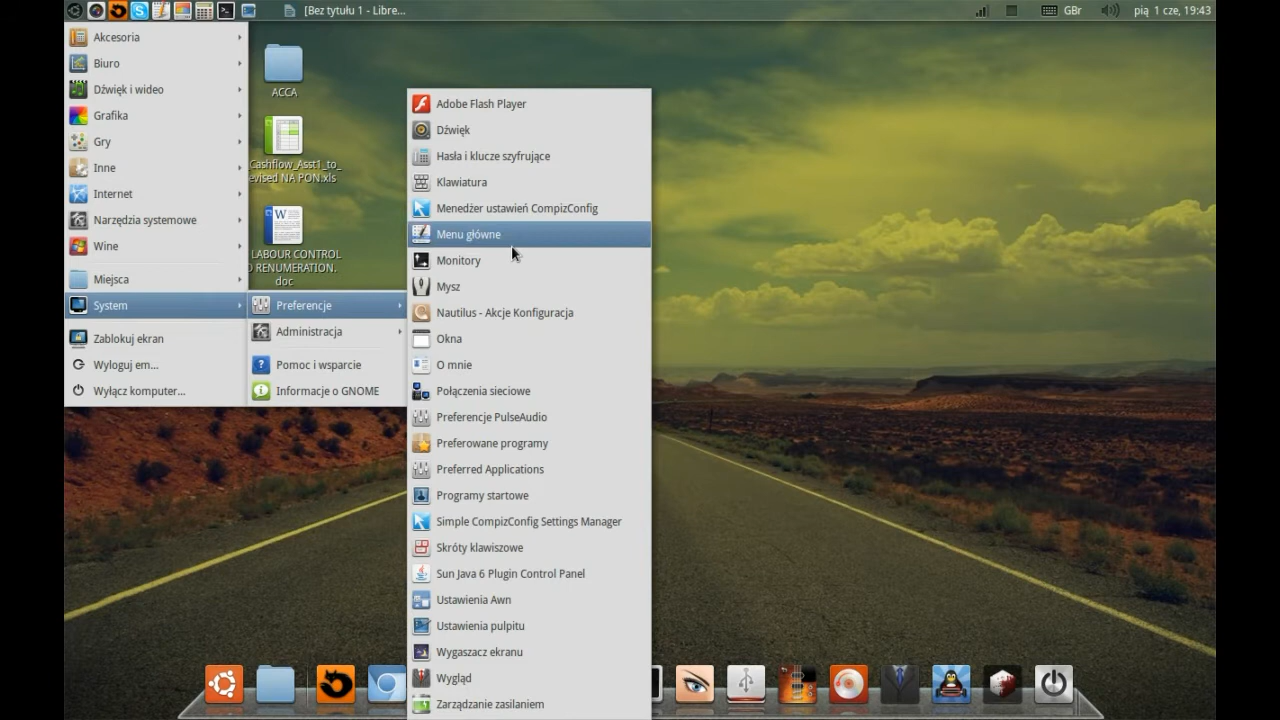 [Bez tytułu 1 - Libre...
GBr
pią 1 cze, 19:43
Akcesoria
Biuro
Dźwięk i wideo
Grafika
Gry
Inne
Internet
Narzędzia systemowe
Wine
Miejsca
System
Zablokuj ekran
Wyloguj em...
Wyłącz komputer...
Preferencje
Administracja
Pomoc i wsparcie
Informacje o GNOME
ACCA
Cashflow_Asst1_to_
evised NA PON.xls
LABOUR CONTROL
RENUMERATION.
doc
Adobe Flash Player
Dźwięk
Hasła i klucze szyfrujące
Klawiatura
Menedżer ustawień CompizConfig
Menu główne
Monitory
Mysz
Nautilus - Akcje Konfiguracja
Okna
O mnie
Połączenia sieciowe
Preferencje PulseAudio
Preferowane programy
Preferred Applications
Programy startowe
Simple CompizConfig Settings Manager
Skróty klawiszowe
Sun Java 6 Plugin Control Panel
Ustawienia Awn
Ustawienia pulpitu
Wygaszacz ekranu
Wygląd
Zarządzanie zasilaniem